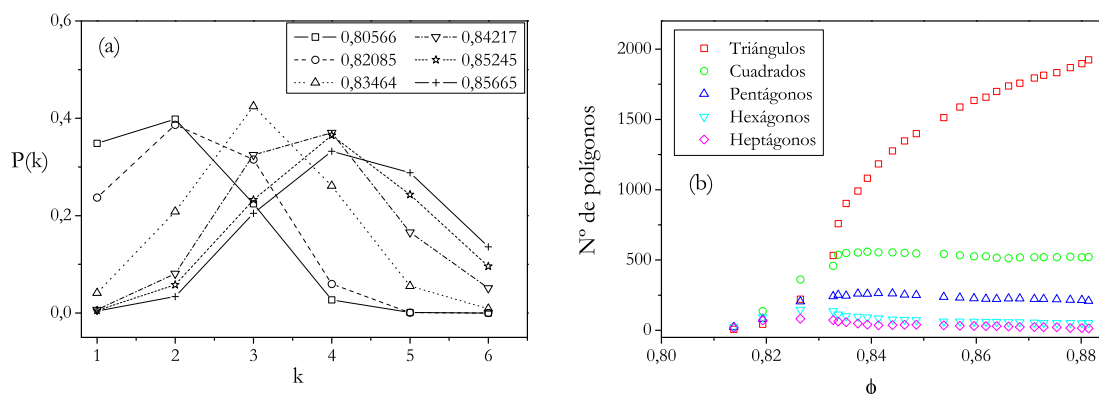 (a)
0,80566
0,82085
0,83464
0,84217
0,85245
0,85665
P(k)
0,6
0,4
0,2
0,0
1 2 3 4 5 6
k
(b)
Triángulos
Cuadrados
Pentágonos
Hexágonos
Heptágonos
Nº de polígonos
2000
1500
1000
500
0
0,80 0,82 0,84 0,86 0,88
ϕ